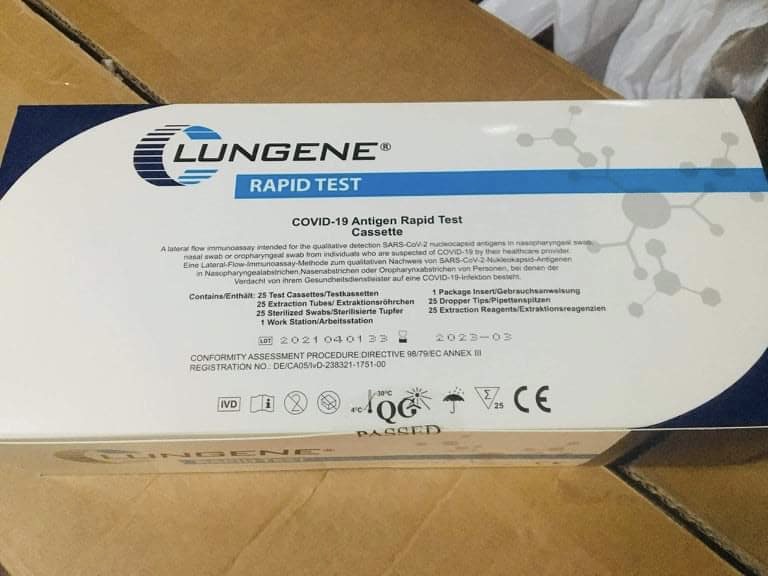 LUNGENE®
RAPID TEST
COVID-19 Antigen Rapid Test
Cassette
A lateral flow immunoassay intended for the qualitative detection SARS-CoV-2 nucleocapsid antigens in nasopharyngeal swab,
nasal swab or oropharyngeal swab from individuals who are suspected of COVID-19 by their healthcare provider.
Eine Lateral-Flow-Immunoassay-Methode zum qualitativen Nachweis von SARS-CoV-2-Nukleokapsid-Antigenen
in Nasopharyngealabstrichen,Nasenabstrichen oder Oropharynxabstrichen von Personen, bei denen der
Verdacht von ihrem Gesundheitsdienstleister auf eine COVID-19-Infektion besteht.
Contains/Enthält: 25 Test Cassettes/Testkassetten 1 Package Insert/Gebrauchsanweisung
25 Extraction Tubes/ Extraktionsröhrchen 25 Dropper Tips/Pipettenspitzen
25 Sterilized Swabs/Sterilisierte Tupfer 25 Extraction Reagents/Extraktionsreagenzien
1 Work Station/Arbeitsstation
LOT 2021040133 2023-03
CONFORMITY ASSESSMENT PROCEDURE:DIRECTIVE 98/79/EC ANNEX III
REGISTRATION NO.: DE/CA05/IvD-238321-1751-00
IVD i 2 4°C 30°C QC Σ 25 CE
PASSED
LUNGENE®
RAPID TEST
CE